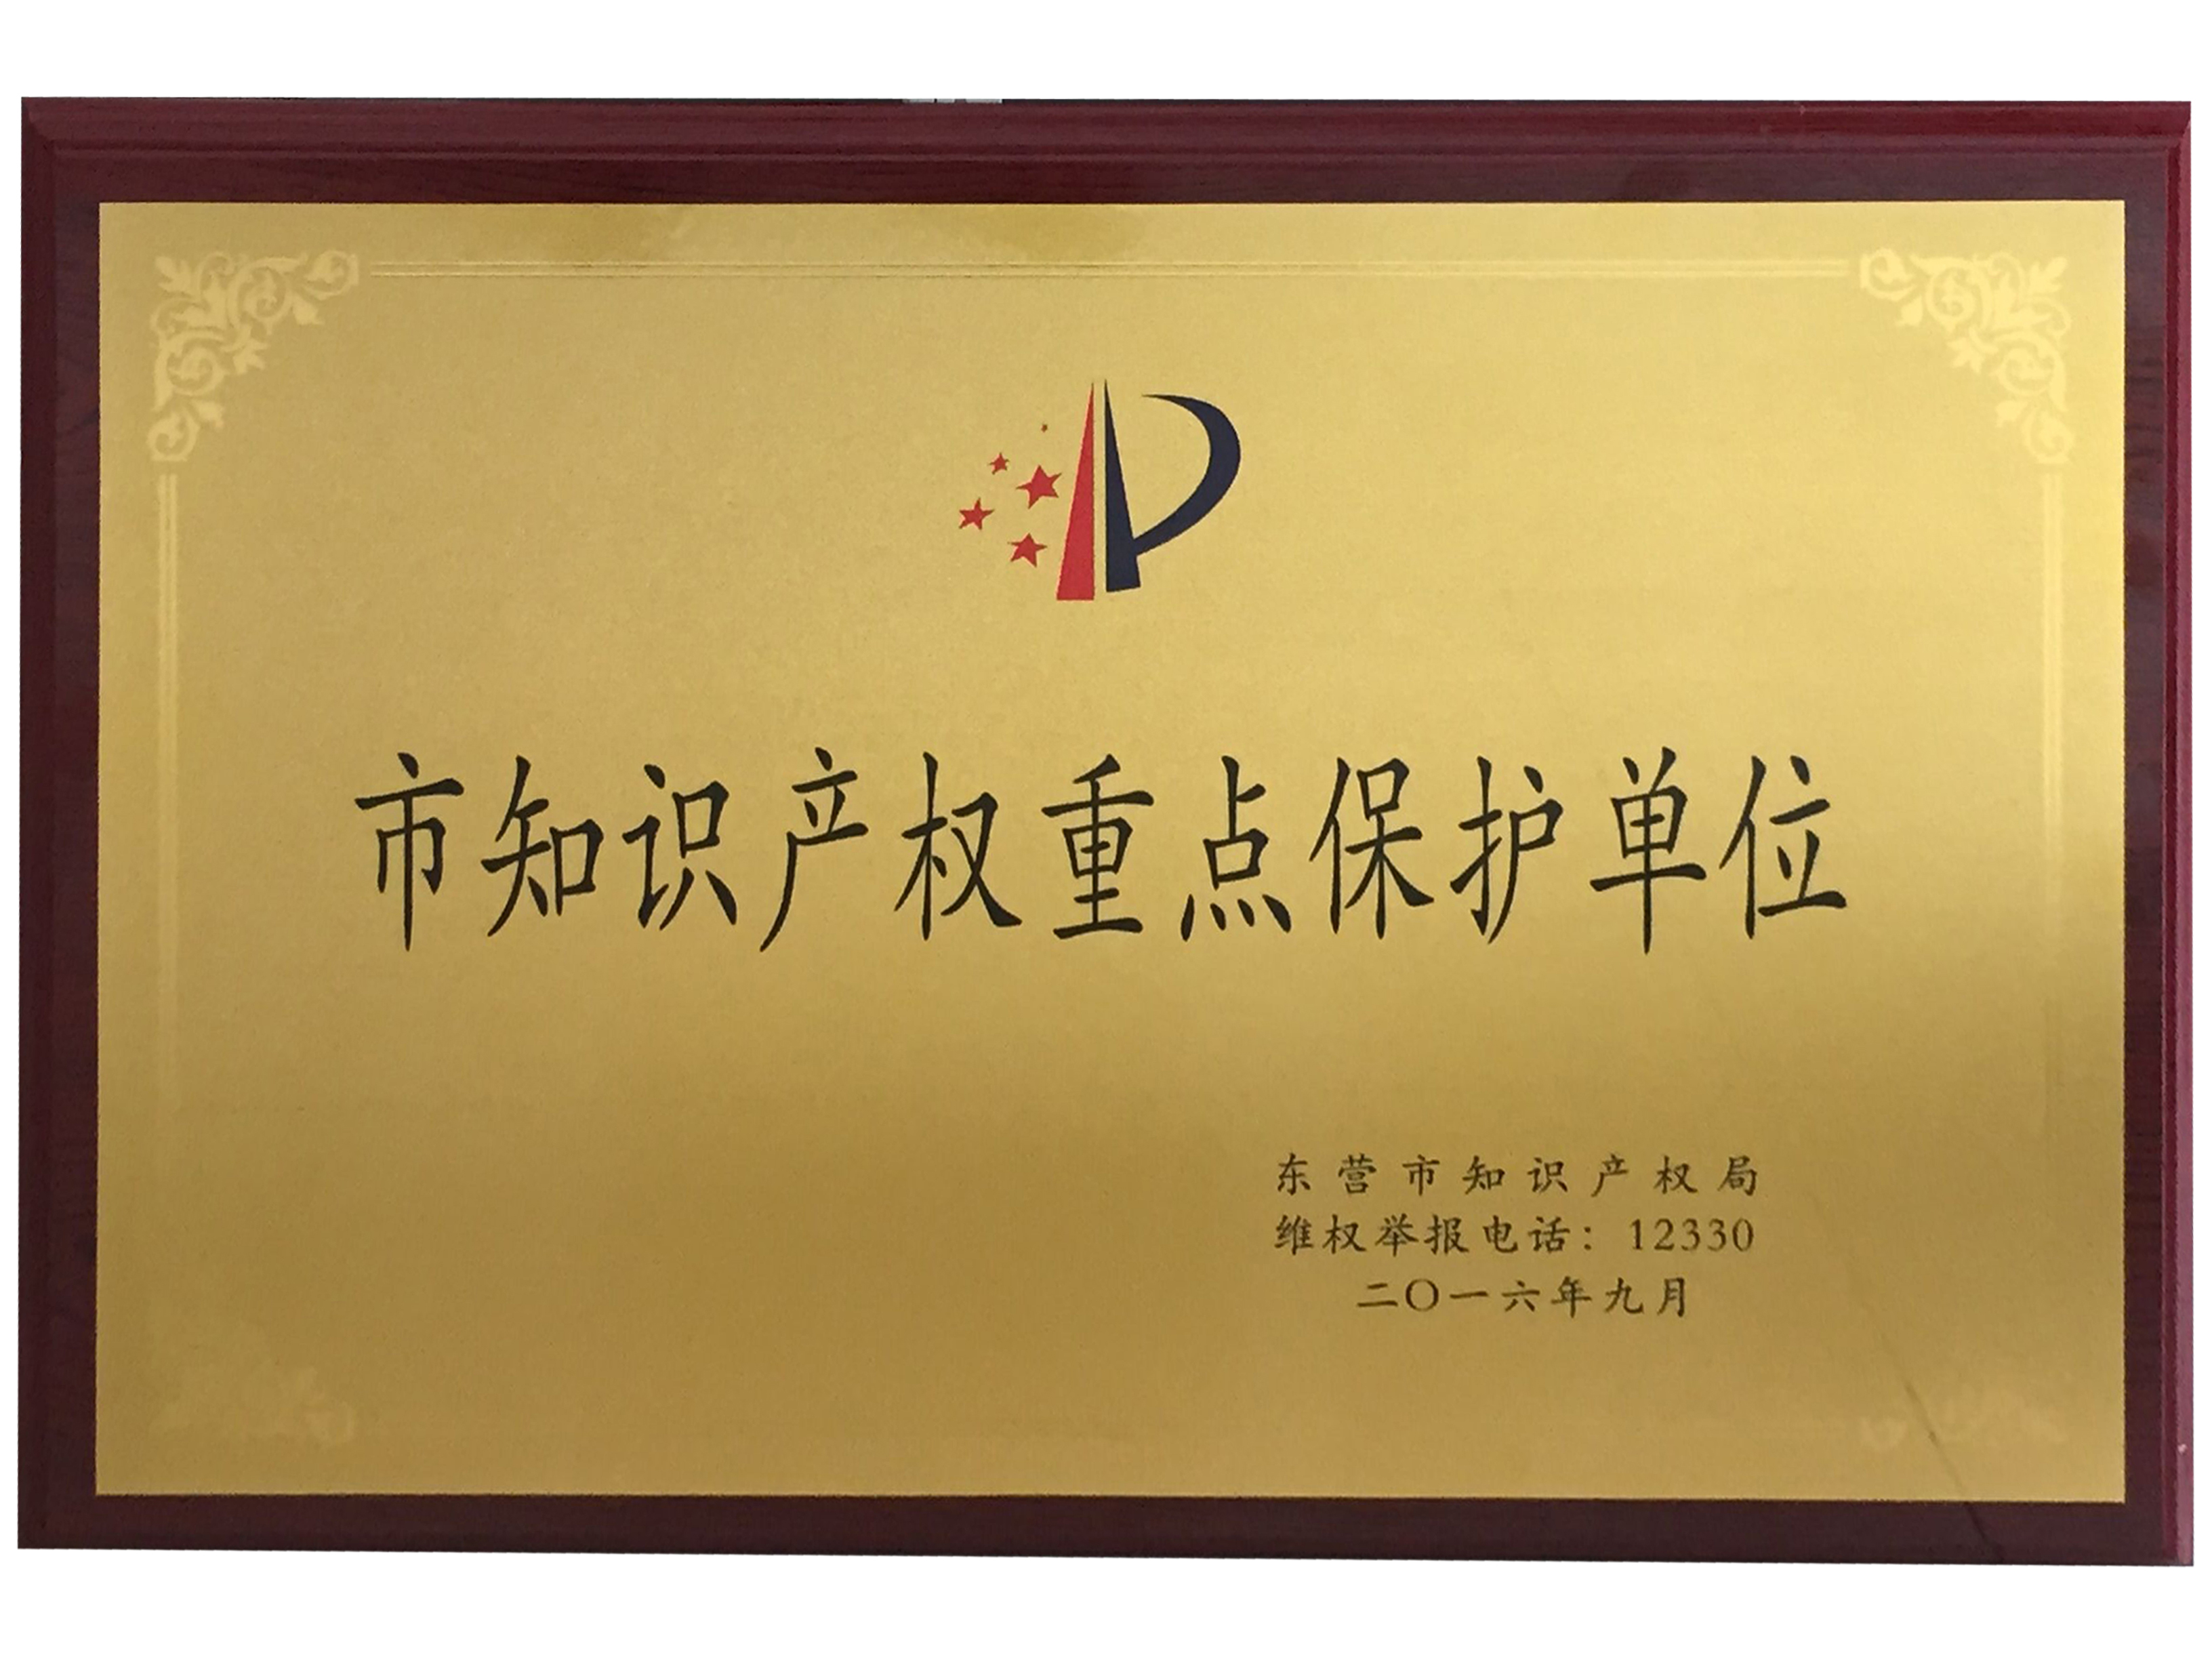 市知识产权重点保护单位
东营市知识产权局
维权举报电话：12330
二〇一六年九月